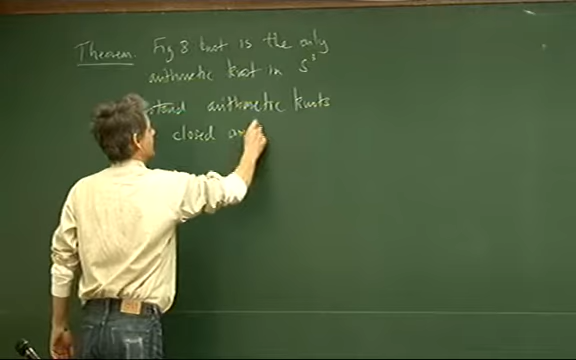 Theorem. Fig 8 knot is the only
arithmetic knot in S³
arithmetic knots
closed